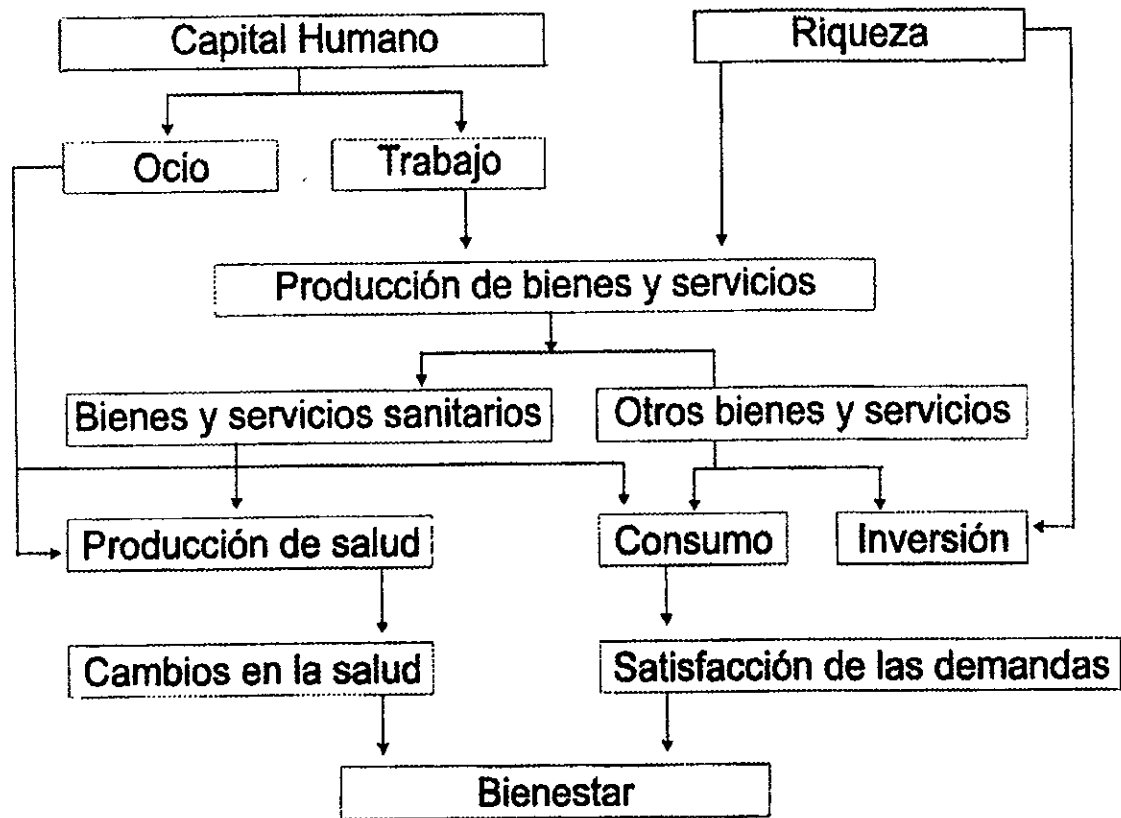 Capital Humano
Riqueza
Ocio
Trabajo
Producción de bienes y servicios
Bienes y servicios sanitarios
Otros bienes y servicios
Producción de salud
Consumo
Inversión
Cambios en la salud
Satisfacción de las demandas
Bienestar